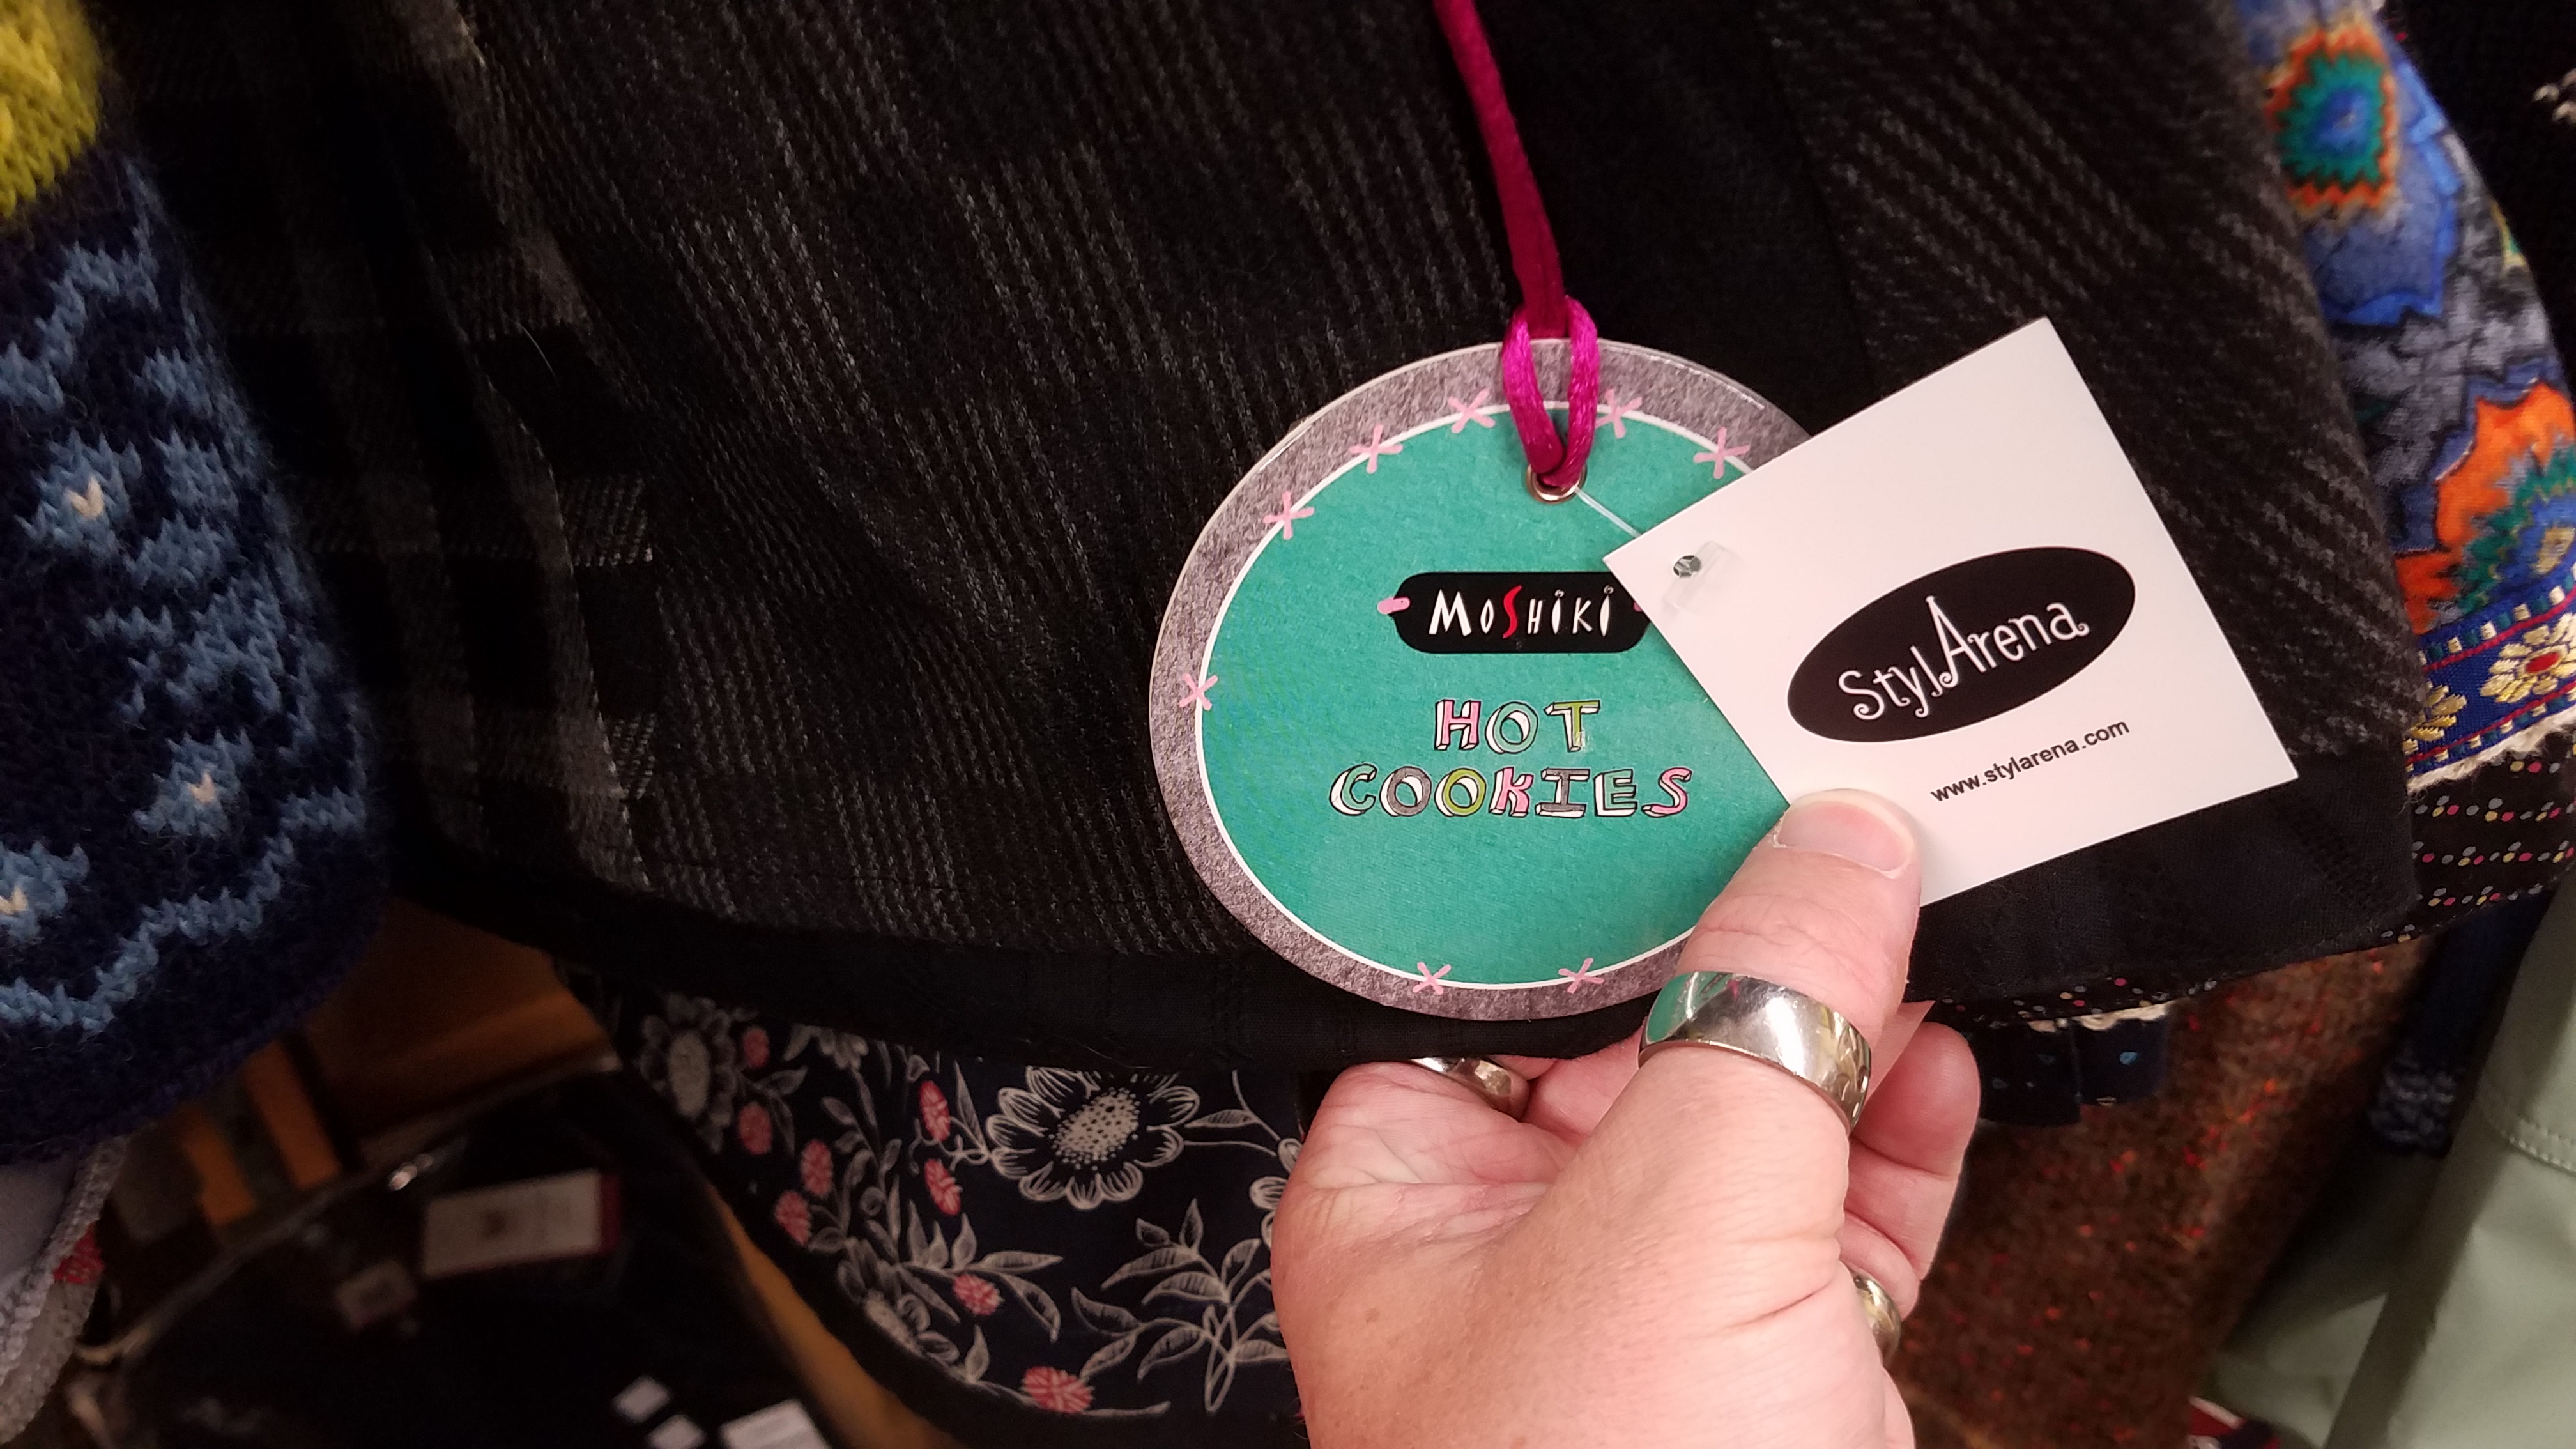 MOSHiKi
HOT
COOKIES
StylArena
www.stylarena.com